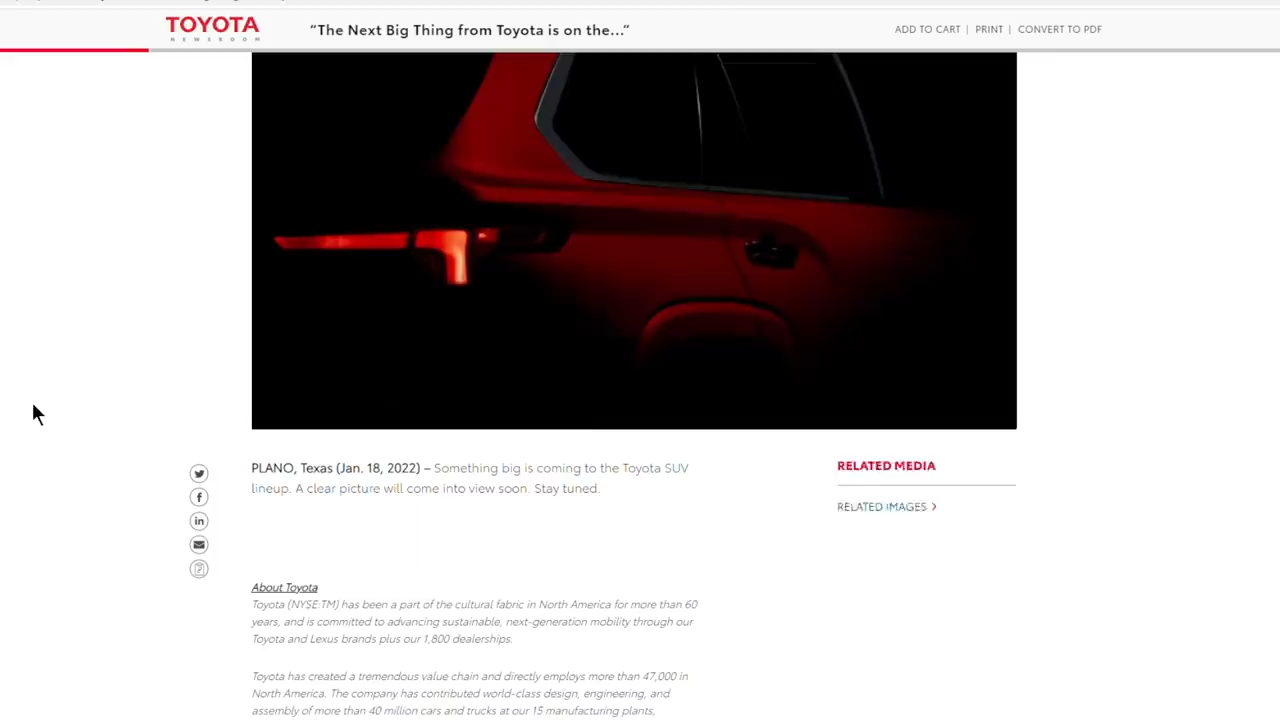 TOYOTA
NEWSROOM
“The Next Big Thing from Toyota is on the...”
ADD TO CART | PRINT | CONVERT TO PDF
PLANO, Texas (Jan. 18, 2022) – Something big is coming to the Toyota SUV
lineup. A clear picture will come into view soon. Stay tuned.
RELATED MEDIA
RELATED IMAGES >
About Toyota
Toyota (NYSE:TM) has been a part of the cultural fabric in North America for more than 60
years, and is committed to advancing sustainable, next-generation mobility through our
Toyota and Lexus brands plus our 1,800 dealerships.
Toyota has created a tremendous value chain and directly employs more than 47,000 in
North America. The company has contributed world-class design, engineering, and
assembly of more than 40 million cars and trucks at our 15 manufacturing plants,